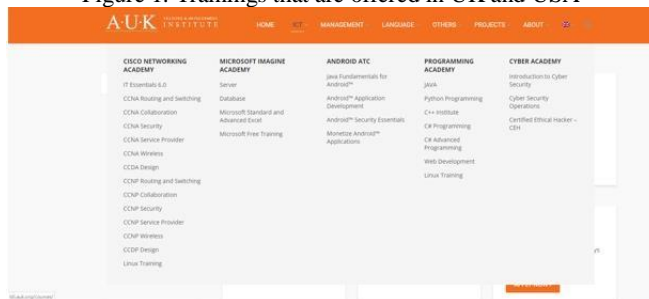 Figure 1: Trainings that are offered in UK and USA
A·U·K INSTITUTE
HOME
ICT
MANAGEMENT
LANGUAGE
OTHERS
PROJECTS
ABOUT
CISCO NETWORKING
ACADEMY
IT Essentials 6.0
CCNA Routing and Switching
CCNA Collaboration
CCNA Security
CCNA Service Provider
CCNA Wireless
CCDA Design
CCNP Routing and Switching
CCNP Collaboration
CCNP Security
CCNP Service Provider
CCNP Wireless
CCDP Design
Linux Training
MICROSOFT IMAGINE
ACADEMY
Server
Database
Microsoft Standard and
Advanced Excel
Microsoft Free Training
ANDROID ATC
Java Fundamentals for
Android™
Android™ Application
Development
Android™ Security Essentials
Monetize Android™
Applications
PROGRAMMING
ACADEMY
JAVA
Python Programming
C++ Institute
C# Programming
C# Advanced
Programming
Web Development
Linux Training
CYBER ACADEMY
Introduction to Cyber
Security
Cyber Security
Operations
Certified Ethical Hacker –
CEH